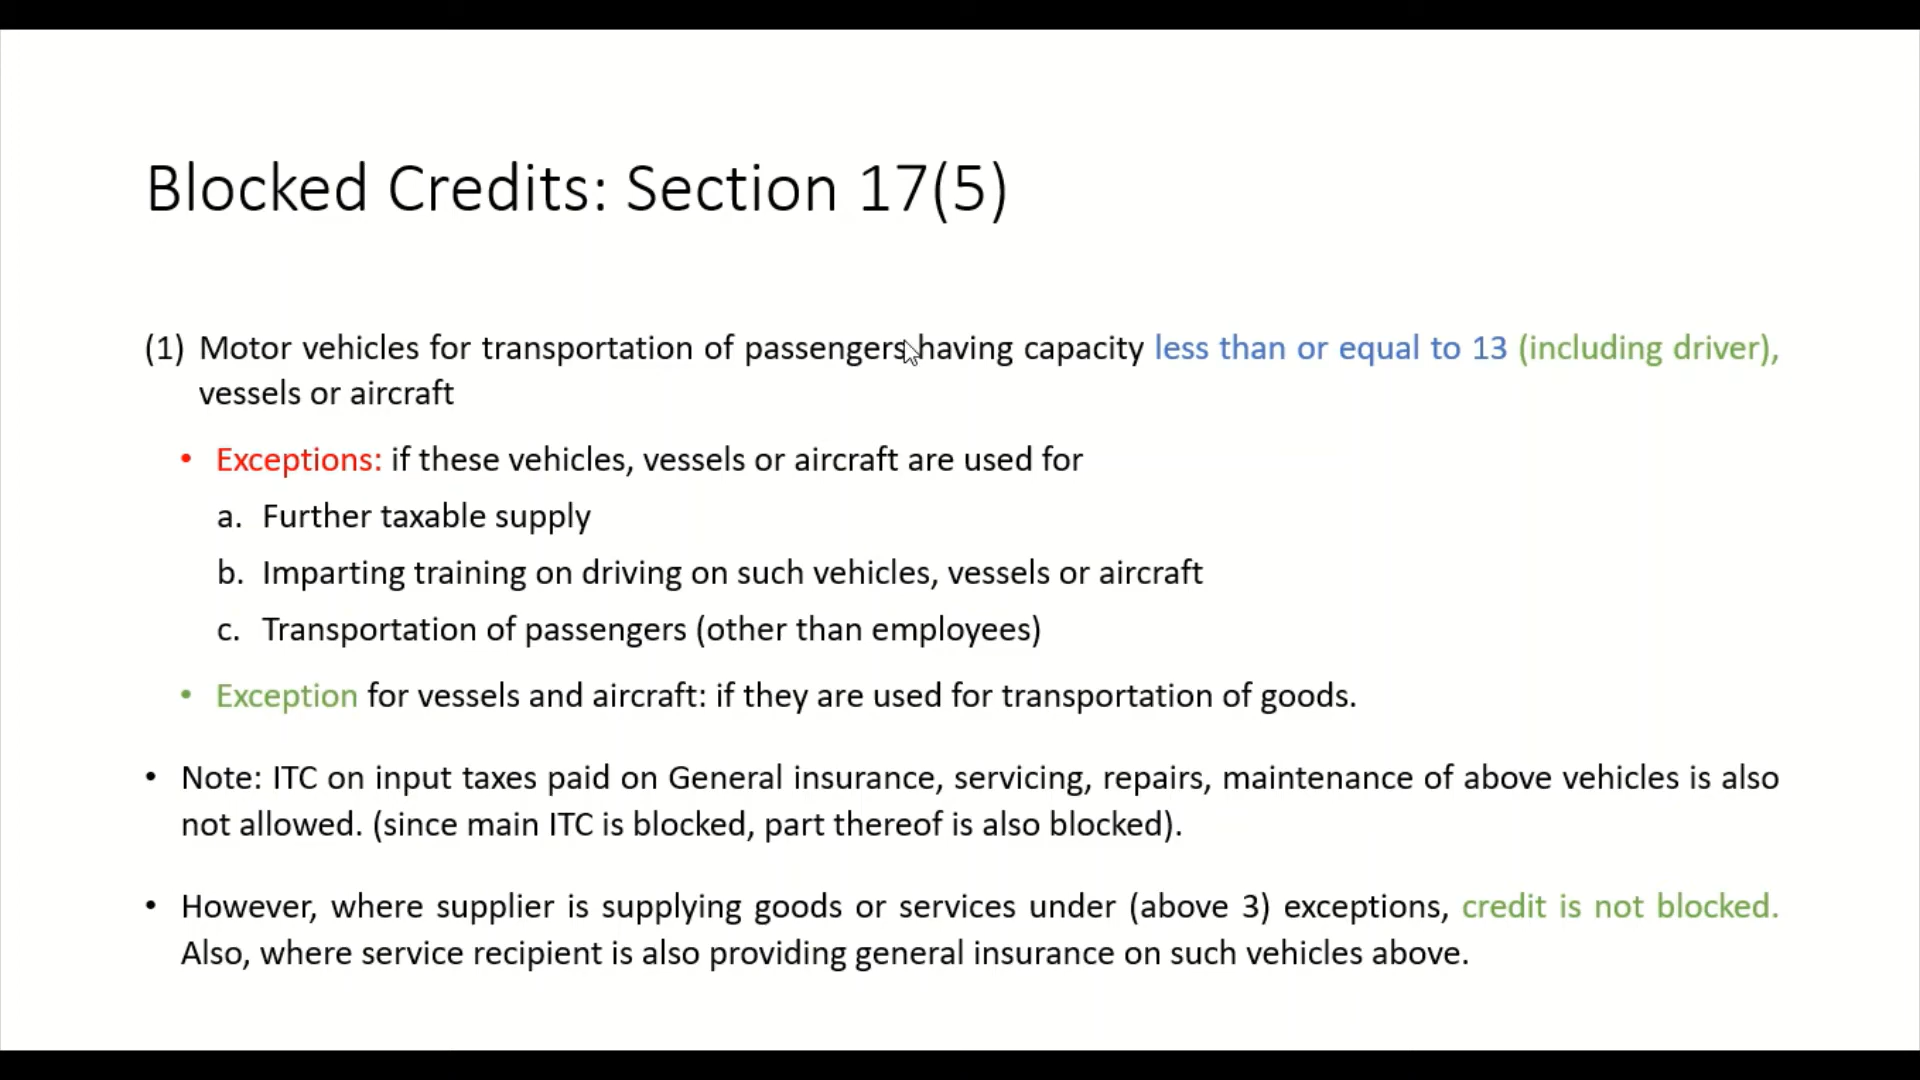 Blocked Credits: Section 17(5)
(1) Motor vehicles for transportation of passengers having capacity less than or equal to 13 (including driver),
vessels or aircraft
• Exceptions: if these vehicles, vessels or aircraft are used for
a. Further taxable supply
b. Imparting training on driving on such vehicles, vessels or aircraft
c. Transportation of passengers (other than employees)
• Exception for vessels and aircraft: if they are used for transportation of goods.
• Note: ITC on input taxes paid on General insurance, servicing, repairs, maintenance of above vehicles is also
not allowed. (since main ITC is blocked, part thereof is also blocked).
• However, where supplier is supplying goods or services under (above 3) exceptions, credit is not blocked.
Also, where service recipient is also providing general insurance on such vehicles above.